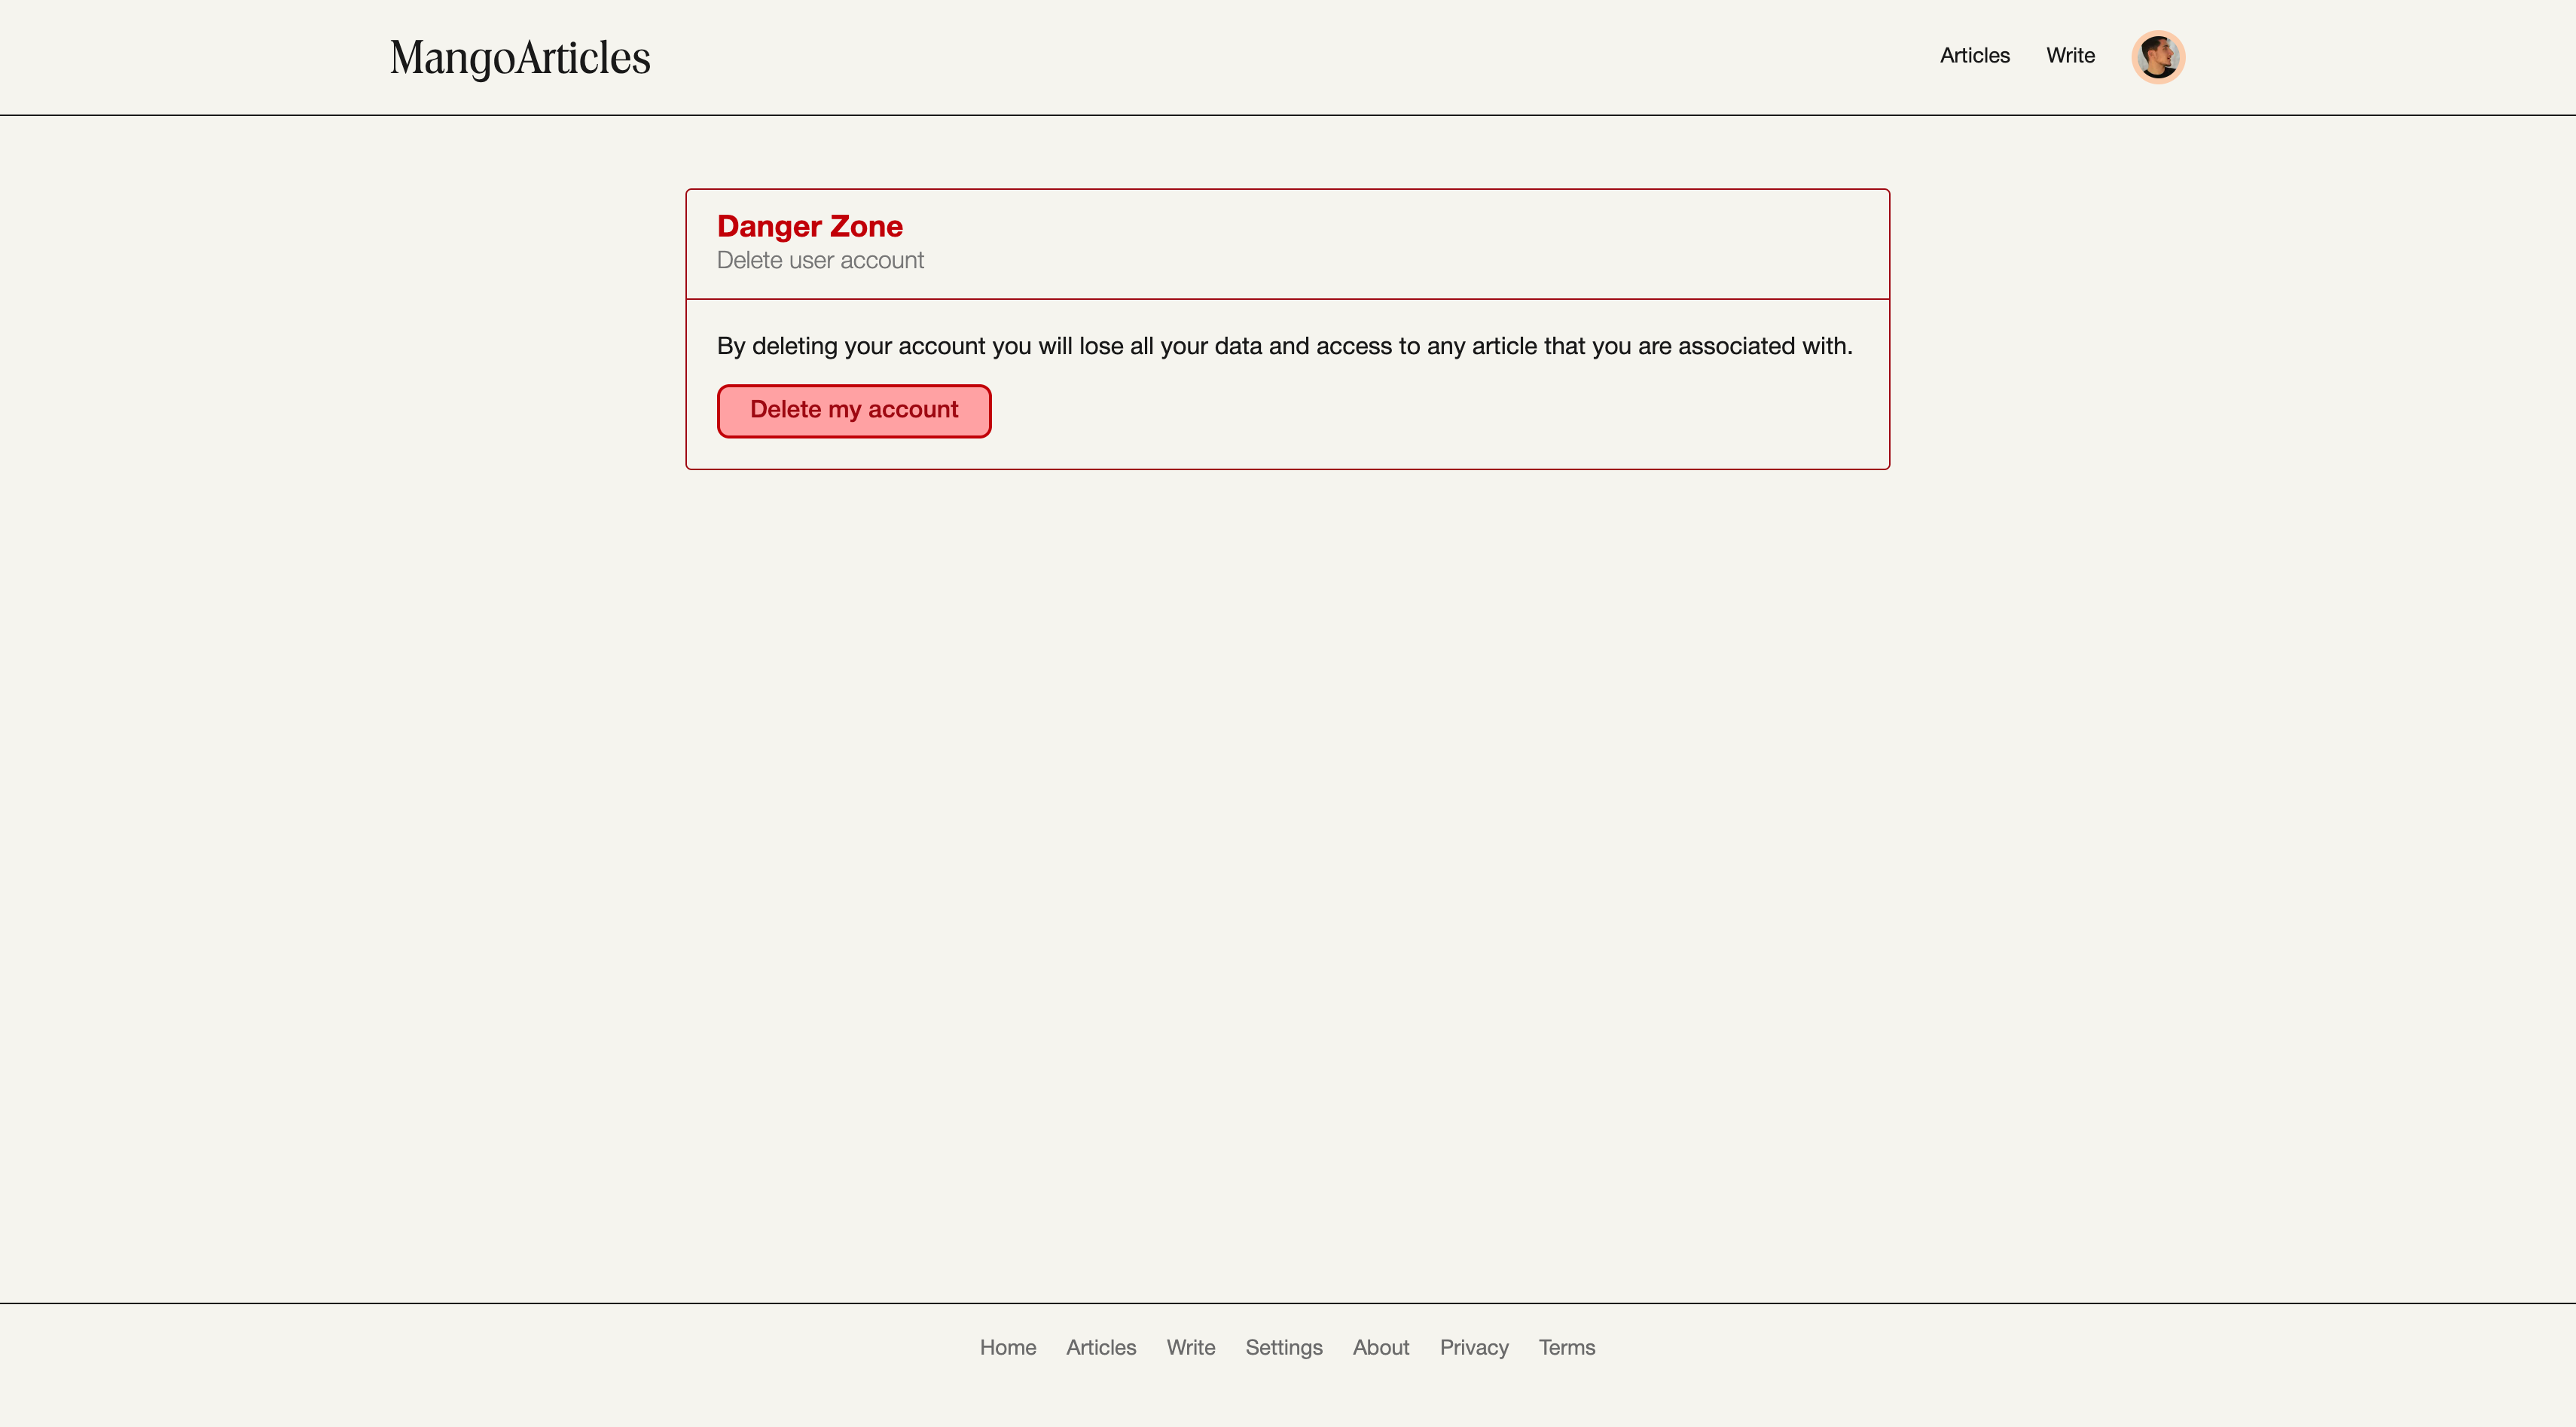 MangoArticles
Articles Write
Danger Zone
Delete user account
By deleting your account you will lose all your data and access to any article that you are associated with.
Delete my account
Home Articles Write Settings About Privacy Terms